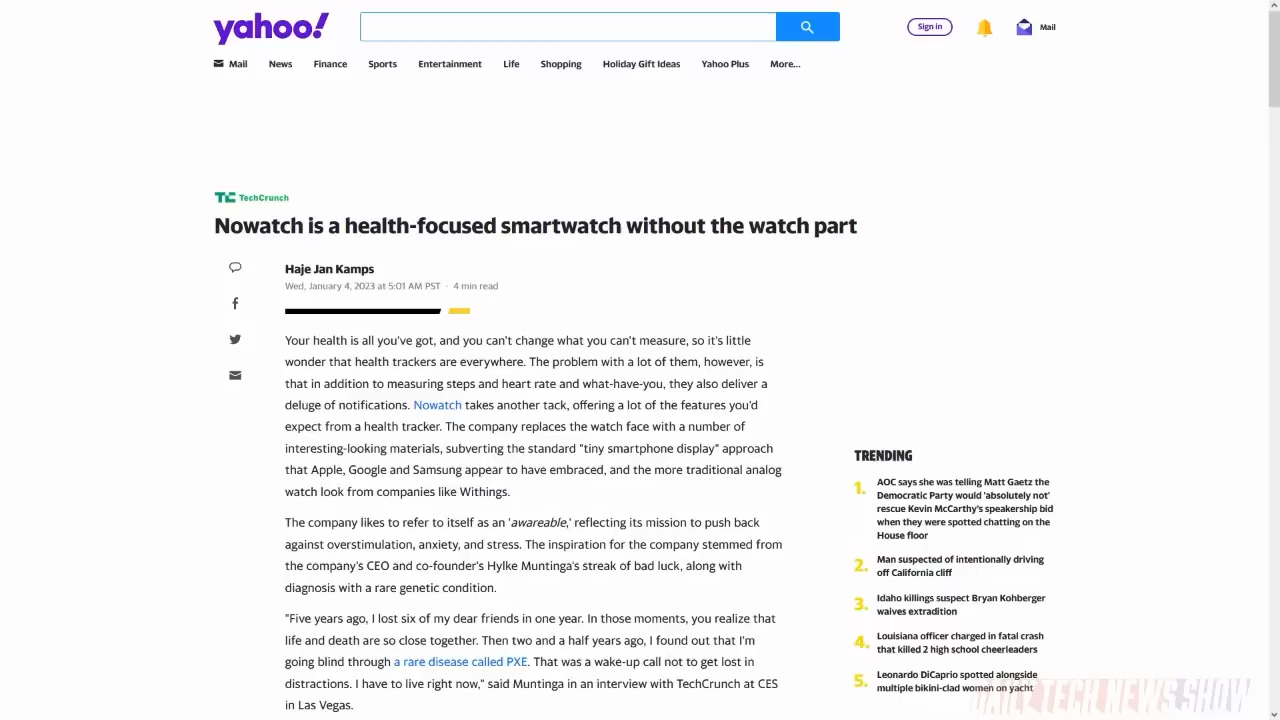 yahoo!
Sign in
Mail
Mail News Finance Sports Entertainment Life Shopping Holiday Gift Ideas Yahoo Plus More...
TC TechCrunch
Nowatch is a health-focused smartwatch without the watch part
Haje Jan Kamps
Wed, January 4, 2023 at 5:01 AM PST · 4 min read
Your health is all you've got, and you can't change what you can't measure, so it's little
wonder that health trackers are everywhere. The problem with a lot of them, however, is
that in addition to measuring steps and heart rate and what-have-you, they also deliver a
deluge of notifications. Nowatch takes another tack, offering a lot of the features you'd
expect from a health tracker. The company replaces the watch face with a number of
interesting-looking materials, subverting the standard "tiny smartphone display" approach
that Apple, Google and Samsung appear to have embraced, and the more traditional analog
watch look from companies like Withings.
The company likes to refer to itself as an 'awareable,' reflecting its mission to push back
against overstimulation, anxiety, and stress. The inspiration for the company stemmed from
the company's CEO and co-founder's Hylke Muntinga's streak of bad luck, along with
diagnosis with a rare genetic condition.
"Five years ago, I lost six of my dear friends in one year. In those moments, you realize that
life and death are so close together. Then two and a half years ago, I found out that I'm
going blind through a rare disease called PXE. That was a wake-up call not to get lost in
distractions. I have to live right now," said Muntinga in an interview with TechCrunch at CES
in Las Vegas.
TRENDING
1. AOC says she was telling Matt Gaetz the
Democratic Party would 'absolutely not'
rescue Kevin McCarthy's speakership bid
when they were spotted chatting on the
House floor
2. Man suspected of intentionally driving
off California cliff
3. Idaho killings suspect Bryan Kohberger
waives extradition
4. Louisiana officer charged in fatal crash
that killed 2 high school cheerleaders
5. Leonardo DiCaprio spotted alongside
multiple bikini-clad women on yacht
DAILY TECH NEWS SHOW